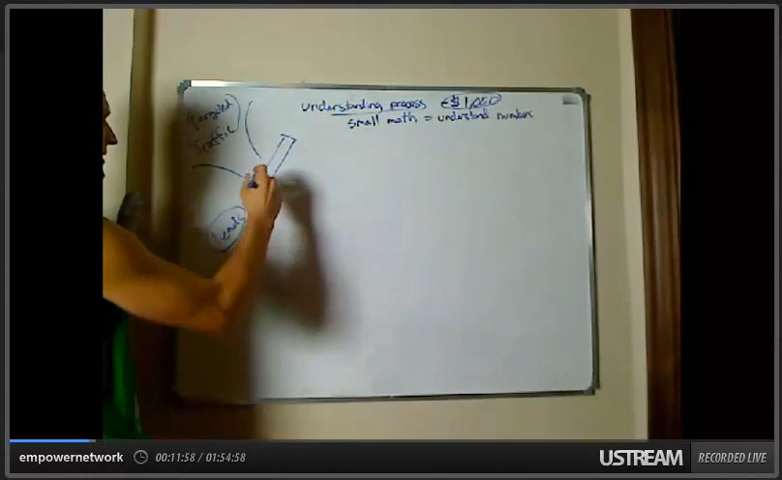 Understanding process €$ 1,000
Small math = understand numbers
Targeted
Traffic
Leads
empowernetwork
00:11:58 / 01:54:58
USTREAM
RECORDED LIVE